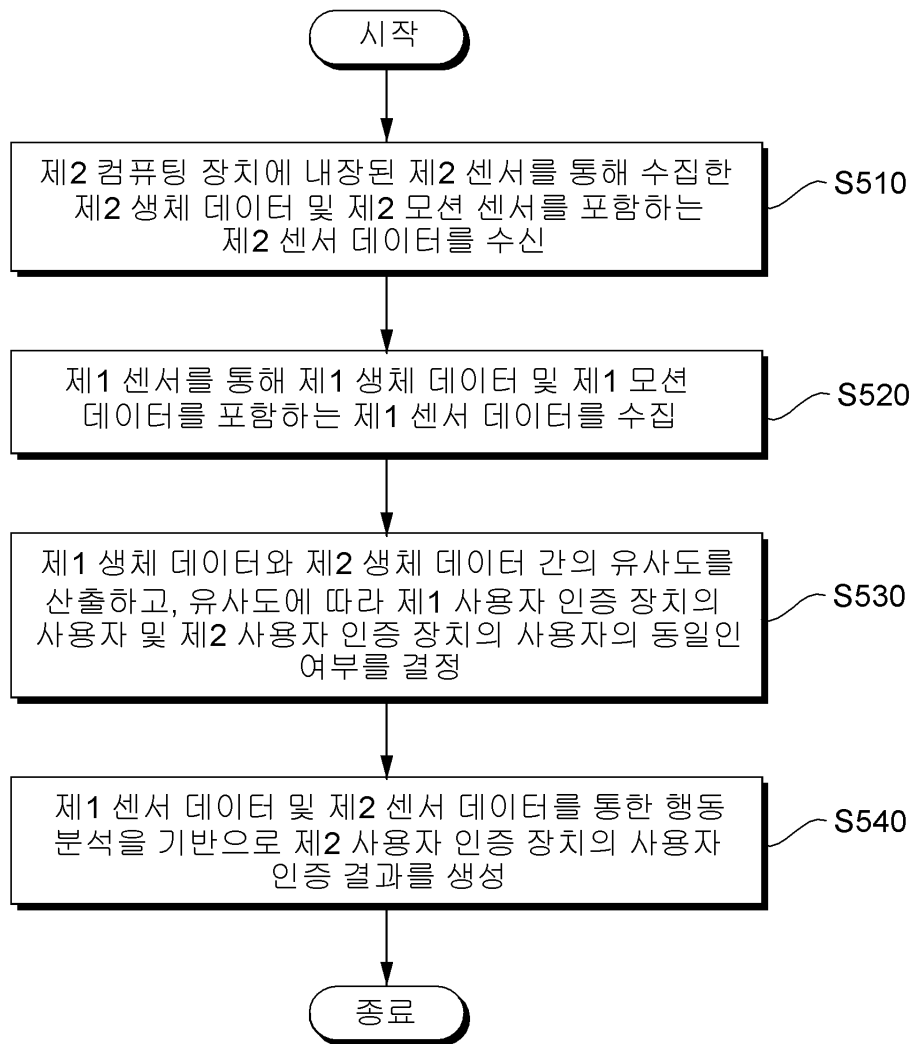 시작
제2 컴퓨팅 장치에 내장된 제2 센서를 통해 수집한
제2 생체 데이터 및 제2 모션 센서를 포함하는
제2 센서 데이터를 수신
S510
제1 센서를 통해 제1 생체 데이터 및 제1 모션
데이터를 포함하는 제1 센서 데이터를 수집
S520
제1 생체 데이터와 제2 생체 데이터 간의 유사도를
산출하고, 유사도에 따라 제1 사용자 인증 장치의
사용자 및 제2 사용자 인증 장치의 사용자의 동일인
여부를 결정
S530
제1 센서 데이터 및 제2 센서 데이터를 통한 행동
분석을 기반으로 제2 사용자 인증 장치의 사용자
인증 결과를 생성
S540
종료